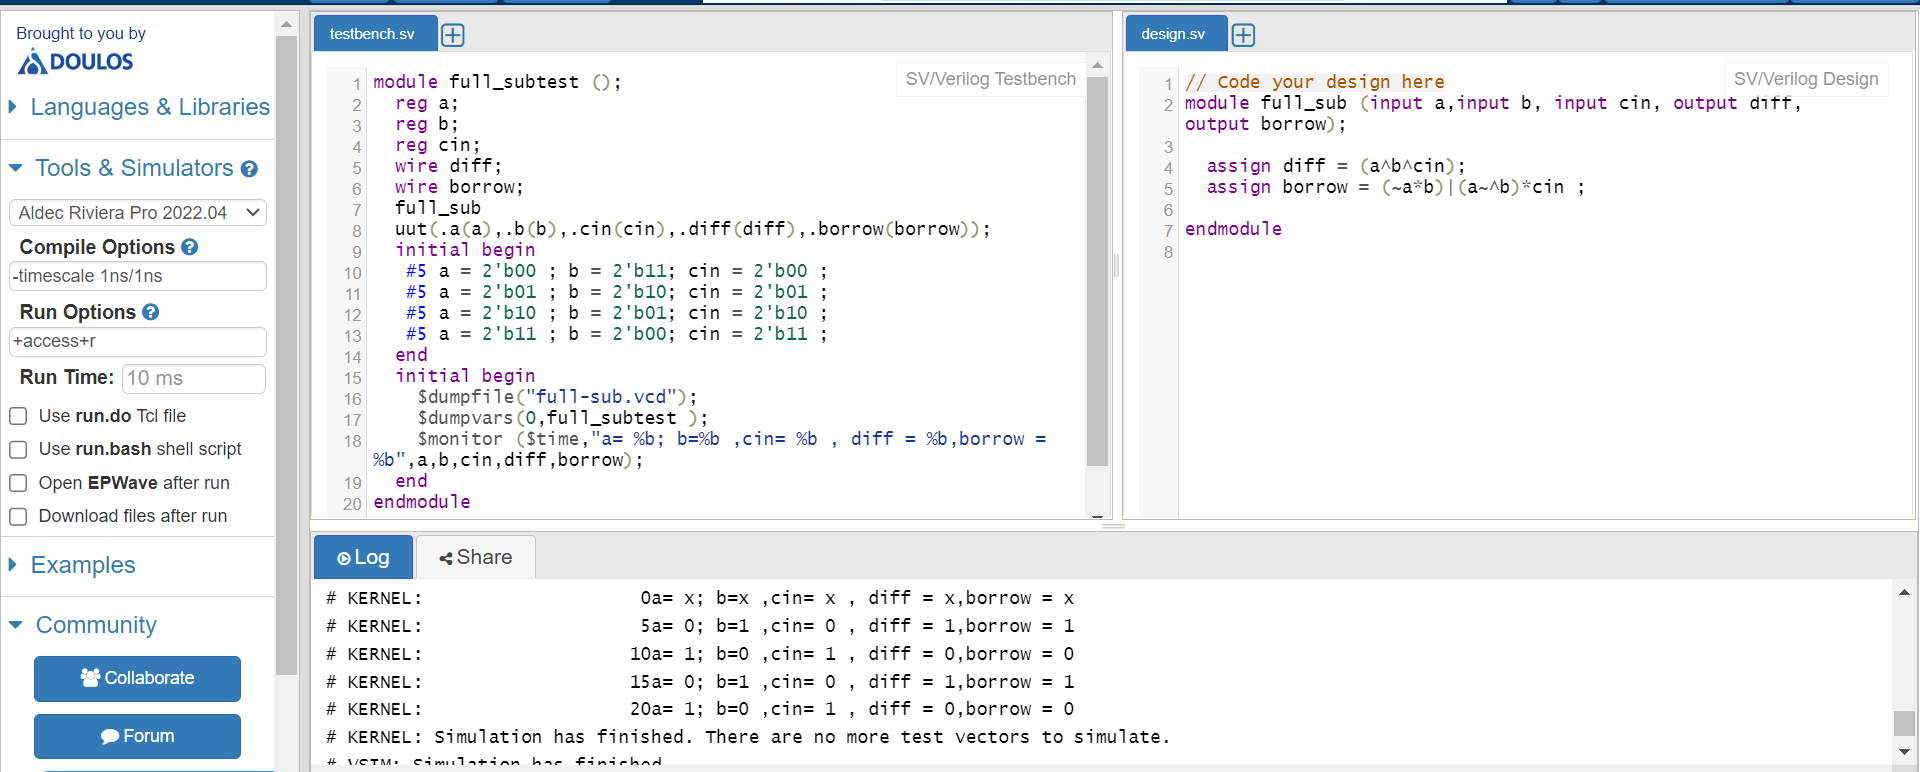 Brought to you by
DOULOS
Languages & Libraries
Tools & Simulators
Aldec Riviera Pro 2022.04
Compile Options
-timescale 1ns/1ns
Run Options
+access+r
Run Time: 10 ms
Use run.do Tcl file
Use run.bash shell script
Open EPWave after run
Download files after run
Examples
Community
Collaborate
Forum
testbench.sv
SV/Verilog Testbench
1 module full_subtest ();
2 reg a;
3 reg b;
4 reg cin;
5 wire diff;
6 wire borrow;
7 full_sub
8 uut(.a(a),.b(b),.cin(cin),.diff(diff),.borrow(borrow));
9 initial begin
10 #5 a = 2'b00 ; b = 2'b11; cin = 2'b00 ;
11 #5 a = 2'b01 ; b = 2'b10; cin = 2'b01 ;
12 #5 a = 2'b10 ; b = 2'b01; cin = 2'b10 ;
13 #5 a = 2'b11 ; b = 2'b00; cin = 2'b11 ;
14 end
15 initial begin
16 $dumpfile("full-sub.vcd");
17 $dumpvars(0,full_subtest );
18 $monitor ($time,"a= %b; b=%b ,cin= %b , diff = %b,borrow =
%b",a,b,cin,diff,borrow);
19 end
20 endmodule
design.sv
SV/Verilog Design
1 // Code your design here
2 module full_sub (input a,input b, input cin, output diff,
output borrow);
3
4 assign diff = (a^b^cin);
5 assign borrow = (~a*b)|(a~^b)*cin ;
6
7 endmodule
8
Log
Share
# KERNEL: 0a= x; b=x ,cin= x , diff = x,borrow = x
# KERNEL: 5a= 0; b=1 ,cin= 0 , diff = 1,borrow = 1
# KERNEL: 10a= 1; b=0 ,cin= 1 , diff = 0,borrow = 0
# KERNEL: 15a= 0; b=1 ,cin= 0 , diff = 1,borrow = 1
# KERNEL: 20a= 1; b=0 ,cin= 1 , diff = 0,borrow = 0
# KERNEL: Simulation has finished. There are no more test vectors to simulate.
# VSIM: Simulation has finished